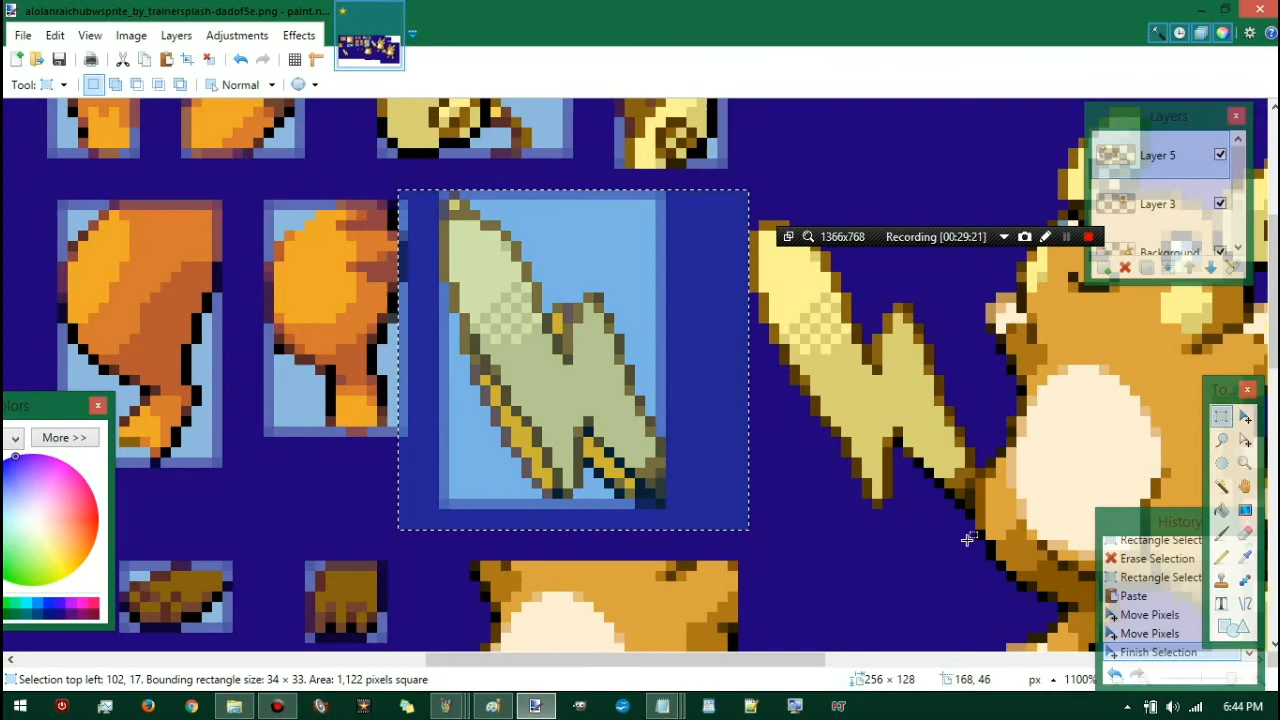 alolanraichubwsprite_by_trainersplash-dadof5e.png - paint.n...
File Edit View Image Layers Adjustments Effects
Tool: Normal
Layers
Layer 5
Layer 3
Background
1366x768 Recording [00:29:21]
olors
More >>
To...
History
Rectangle Select
Erase Selection
Rectangle Select
Paste
Move Pixels
Move Pixels
Finish Selection
Selection top left: 102, 17. Bounding rectangle size: 34 × 33. Area: 1,122 pixels square
256 × 128 168, 46 px 1100%
6:44 PM